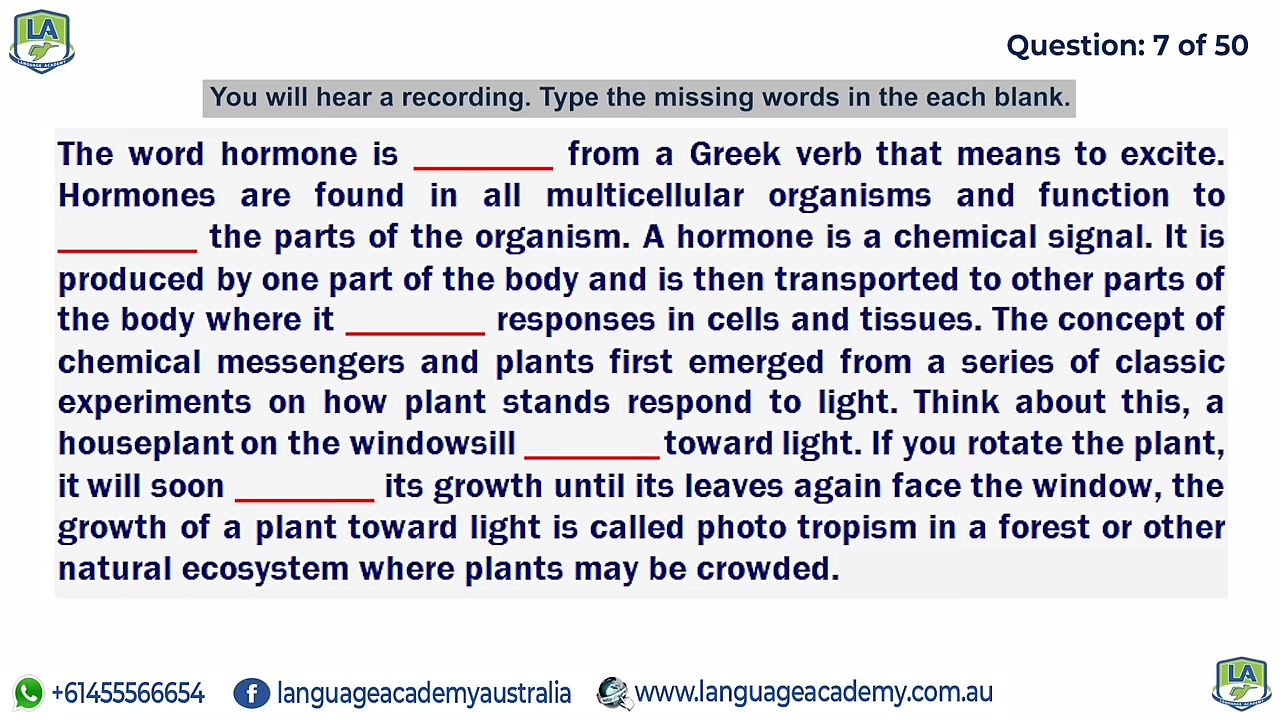 LA
LANGUAGE ACADEMY
Question: 7 of 50
You will hear a recording. Type the missing words in the each blank.
The word hormone is ________ from a Greek verb that means to excite.
Hormones are found in all multicellular organisms and function to
________ the parts of the organism. A hormone is a chemical signal. It is
produced by one part of the body and is then transported to other parts of
the body where it ________ responses in cells and tissues. The concept of
chemical messengers and plants first emerged from a series of classic
experiments on how plant stands respond to light. Think about this, a
houseplant on the windowsill ________ toward light. If you rotate the plant,
it will soon ________ its growth until its leaves again face the window, the
growth of a plant toward light is called photo tropism in a forest or other
natural ecosystem where plants may be crowded.
+61455566654 languageacademyaustralia www.languageacademy.com.au
LA